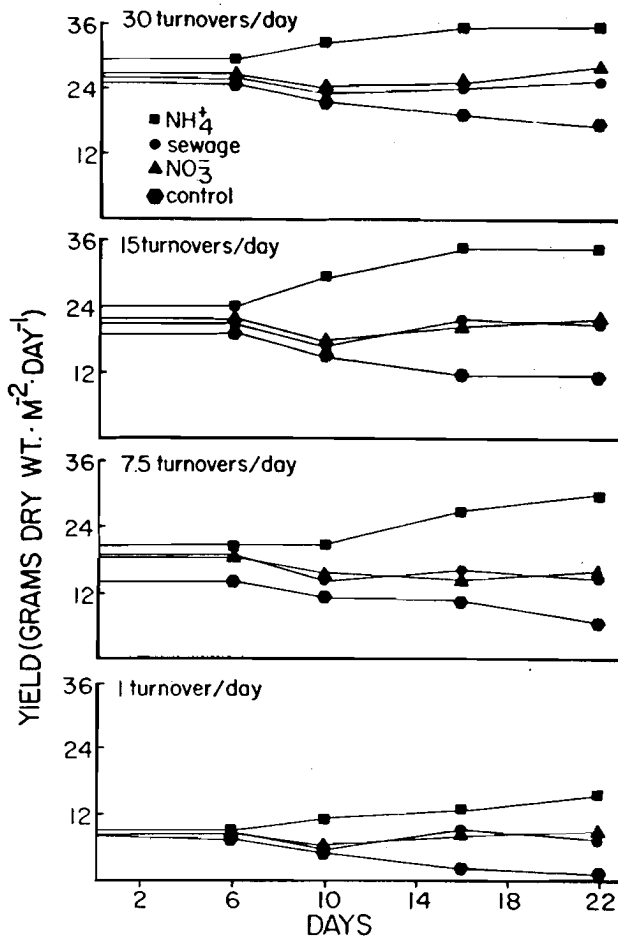 30 turnovers/day
36
24
12
NH₄⁺
sewage
NO₃⁻
control
15 turnovers/day
36
24
12
7.5 turnovers/day
36
24
12
1 turnover/day
36
24
12
2 6 10 14 18 22
DAYS
YIELD (GRAMS DRY WT. · M⁻² · DAY⁻¹)